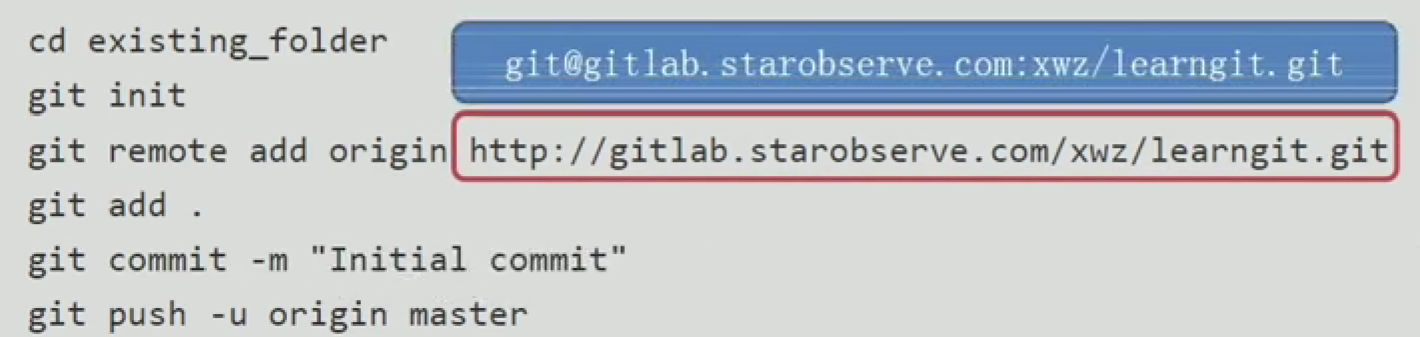 cd existing_folder
git@gitlab.starobserve.com:xwz/learngit.git
git init
git remote add origin http://gitlab.starobserve.com/xwz/learngit.git
git add .
git commit -m "Initial commit"
git push -u origin master